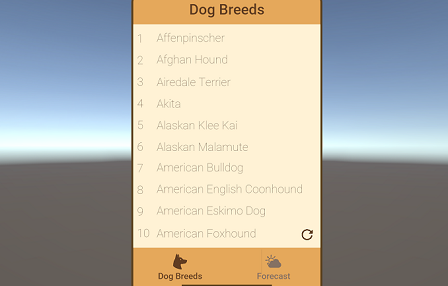 Dog Breeds
1 Affenpinscher
2 Afghan Hound
3 Airedale Terrier
4 Akita
5 Alaskan Klee Kai
6 Alaskan Malamute
7 American Bulldog
8 American English Coonhound
9 American Eskimo Dog
10 American Foxhound
Dog Breeds Forecast